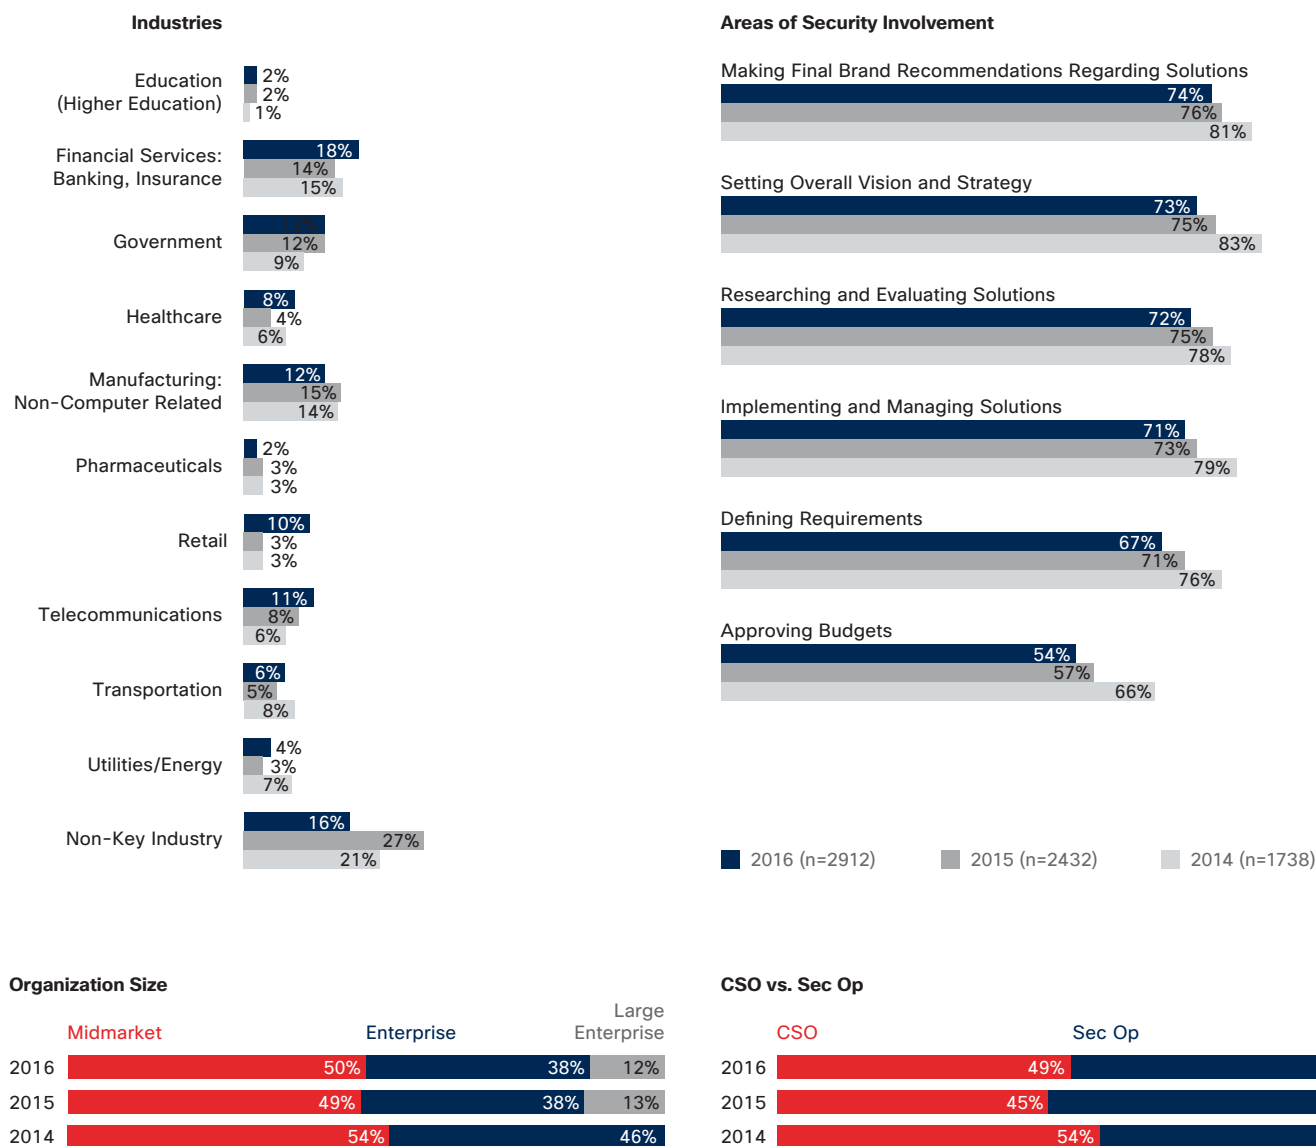 Industries
Education
(Higher Education)
2%
2%
1%
Financial Services:
Banking, Insurance
18%
14%
15%
Government
12%
9%
Healthcare
8%
4%
6%
Manufacturing:
Non-Computer Related
12%
15%
14%
Pharmaceuticals
2%
3%
3%
Retail
10%
3%
3%
Telecommunications
11%
8%
6%
Transportation
6%
5%
8%
Utilities/Energy
4%
3%
7%
Non-Key Industry
16%
27%
21%
Areas of Security Involvement
Making Final Brand Recommendations Regarding Solutions
74%
76%
81%
Setting Overall Vision and Strategy
73%
75%
83%
Researching and Evaluating Solutions
72%
75%
78%
Implementing and Managing Solutions
71%
73%
79%
Defining Requirements
67%
71%
76%
Approving Budgets
54%
57%
66%
2016 (n=2912) 2015 (n=2432) 2014 (n=1738)
Organization Size
Midmarket Enterprise Large
Enterprise
2016 50% 38% 12%
2015 49% 38% 13%
2014 54% 46%
CSO vs. Sec Op
CSO Sec Op
2016 49%
2015 45%
2014 54%